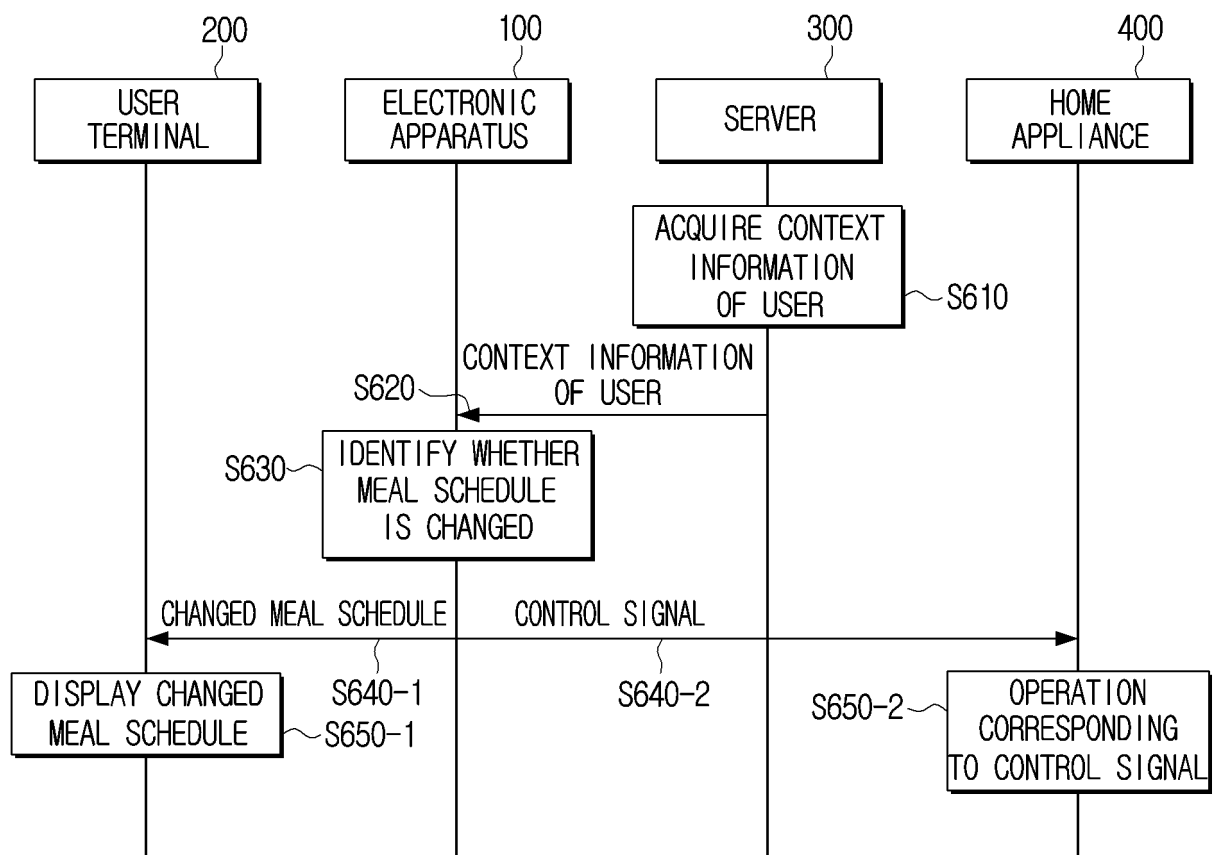 200
100
300
400
USER
TERMINAL
ELECTRONIC
APPARATUS
SERVER
HOME
APPLIANCE
ACQUIRE CONTEXT
INFORMATION
OF USER
S610
CONTEXT INFORMATION
OF USER
S620
S630
IDENTIFY WHETHER
MEAL SCHEDULE
IS CHANGED
CHANGED MEAL SCHEDULE
CONTROL SIGNAL
S640-1
S640-2
DISPLAY CHANGED
MEAL SCHEDULE
S650-1
S650-2
OPERATION
CORRESPONDING
TO CONTROL SIGNAL